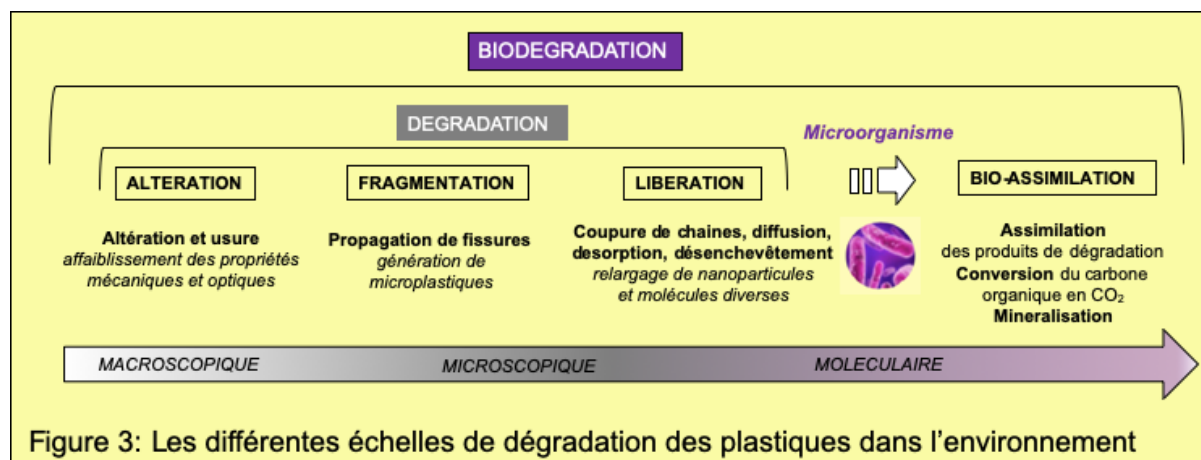 BIODEGRADATION
DEGRADATION
Microorganisme
ALTERATION
FRAGMENTATION
LIBERATION
BIO-ASSIMILATION
Altération et usure
affaiblissement des propriétés
mécaniques et optiques
Propagation de fissures
génération de
microplastiques
Coupure de chaines, diffusion,
desorption, désenchevêtement
relargage de nanoparticules
et molécules diverses
Assimilation
des produits de dégradation
Conversion du carbone
organique en CO₂
Mineralisation
MACROSCOPIQUE
MICROSCOPIQUE
MOLECULAIRE
Figure 3: Les différentes échelles de dégradation des plastiques dans l'environnement